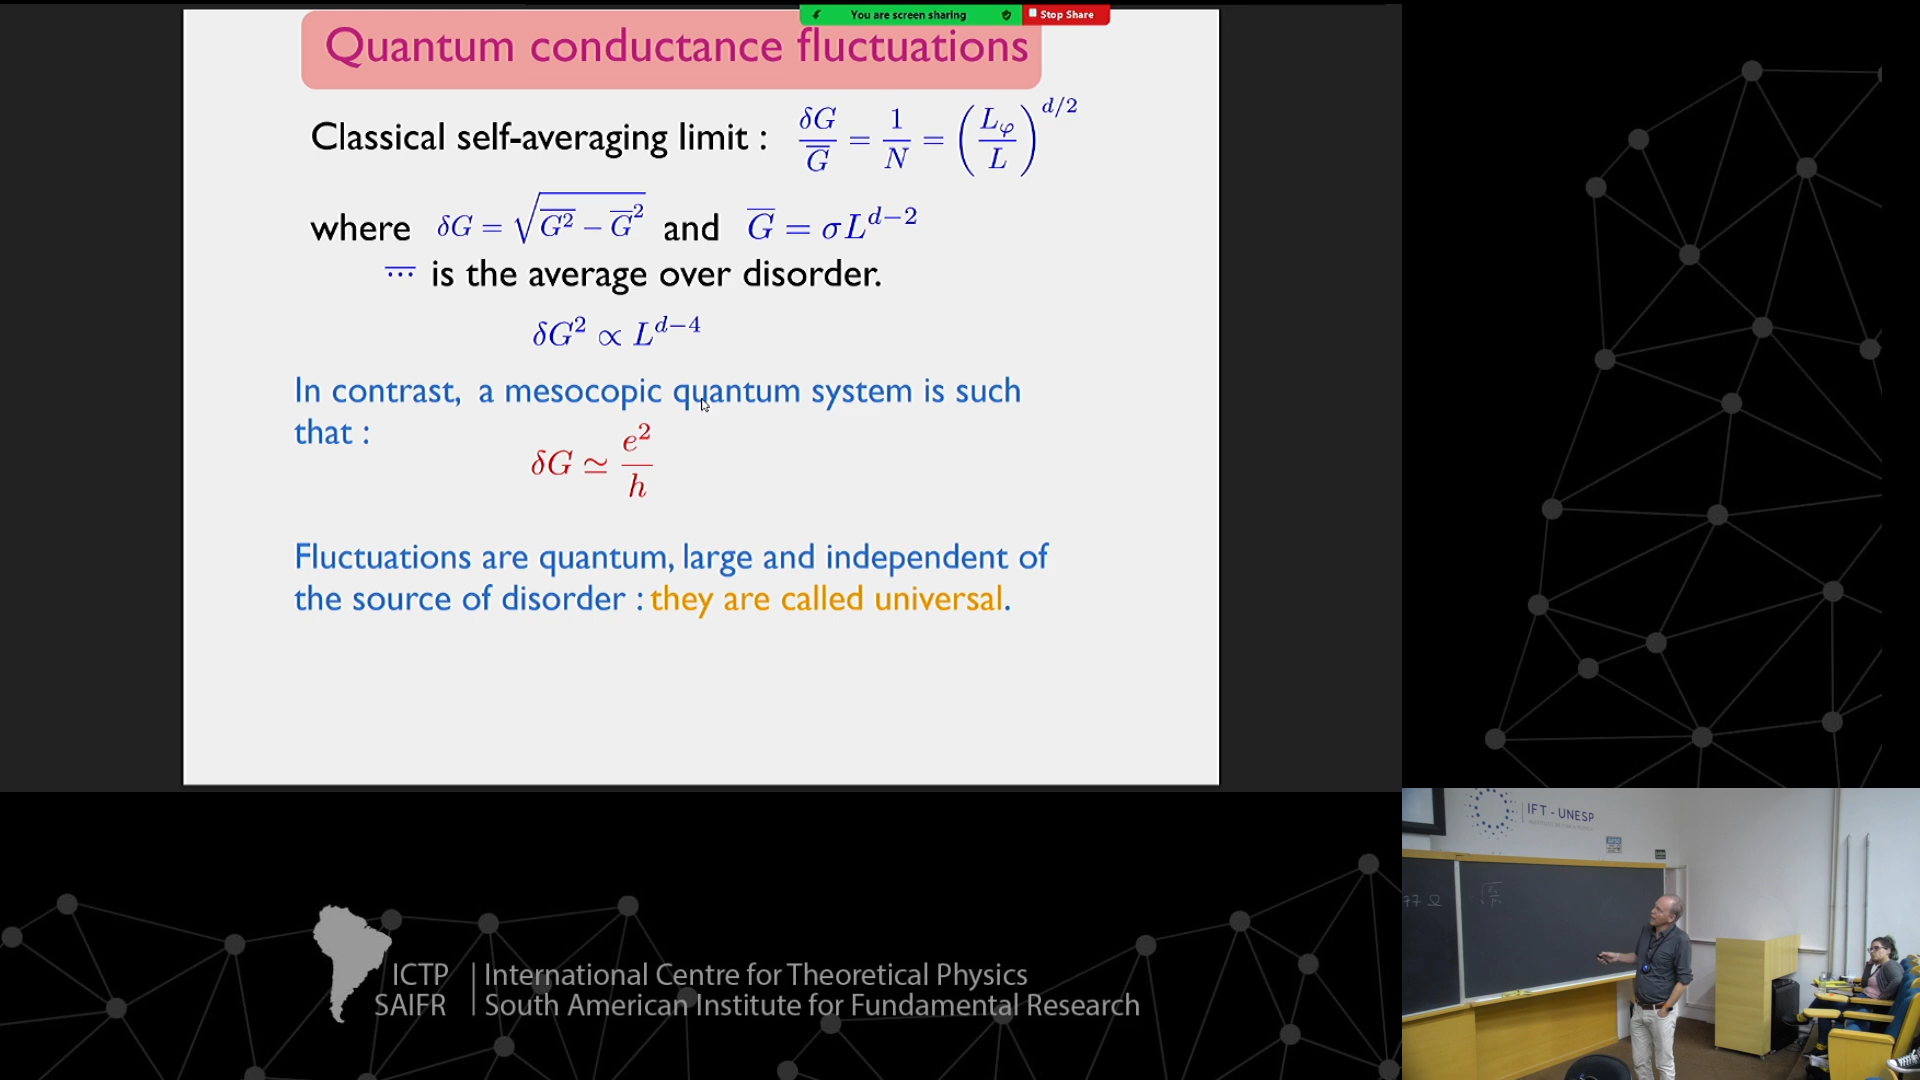 You are screen sharing
Stop Share
Quantum conductance fluctuations
Classical self-averaging limit : δG/G̅ = 1/N = (Lφ/L)^{d/2}
where δG = √(G̅²̅ − G̅²) and G̅ = σL^{d−2}
‾⋯‾ is the average over disorder.
δG² ∝ L^{d−4}
In contrast, a mesocopic quantum system is such
that :
δG ≃ e²/h
Fluctuations are quantum, large and independent of
the source of disorder : they are called universal.
IFT - UNESP
77 Ω
ICTP | International Centre for Theoretical Physics
SAIFR | South American Institute for Fundamental Research